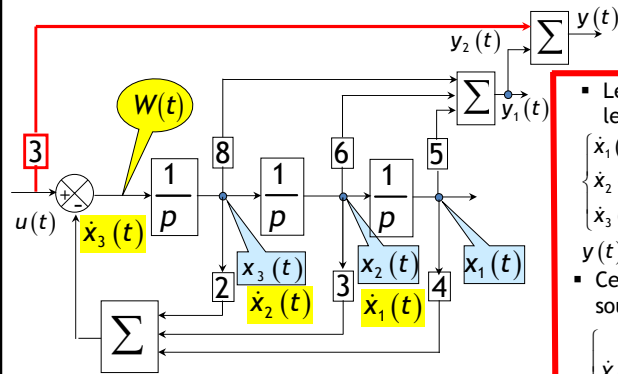 y(t)
y₂(t)
∑
W(t)
∑
y₁(t)
3
8
6
5
+
-
1/p
1/p
1/p
u(t)
ẋ₃(t)
x₃(t)
x₂(t)
x₁(t)
2
ẋ₂(t)
3
ẋ₁(t)
4
∑
▪ Le
le
{ẋ₁(
ẋ₂
ẋ₃(
y(t)
▪ Ce
sou
ẋ